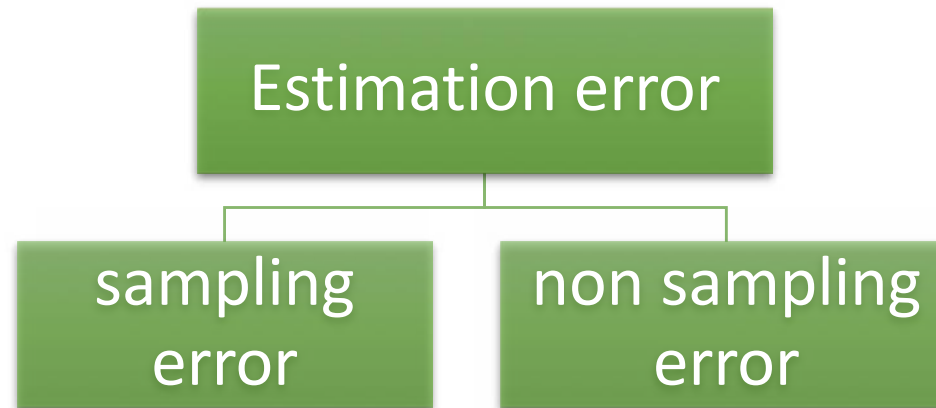 Estimation error
sampling
error
non sampling
error